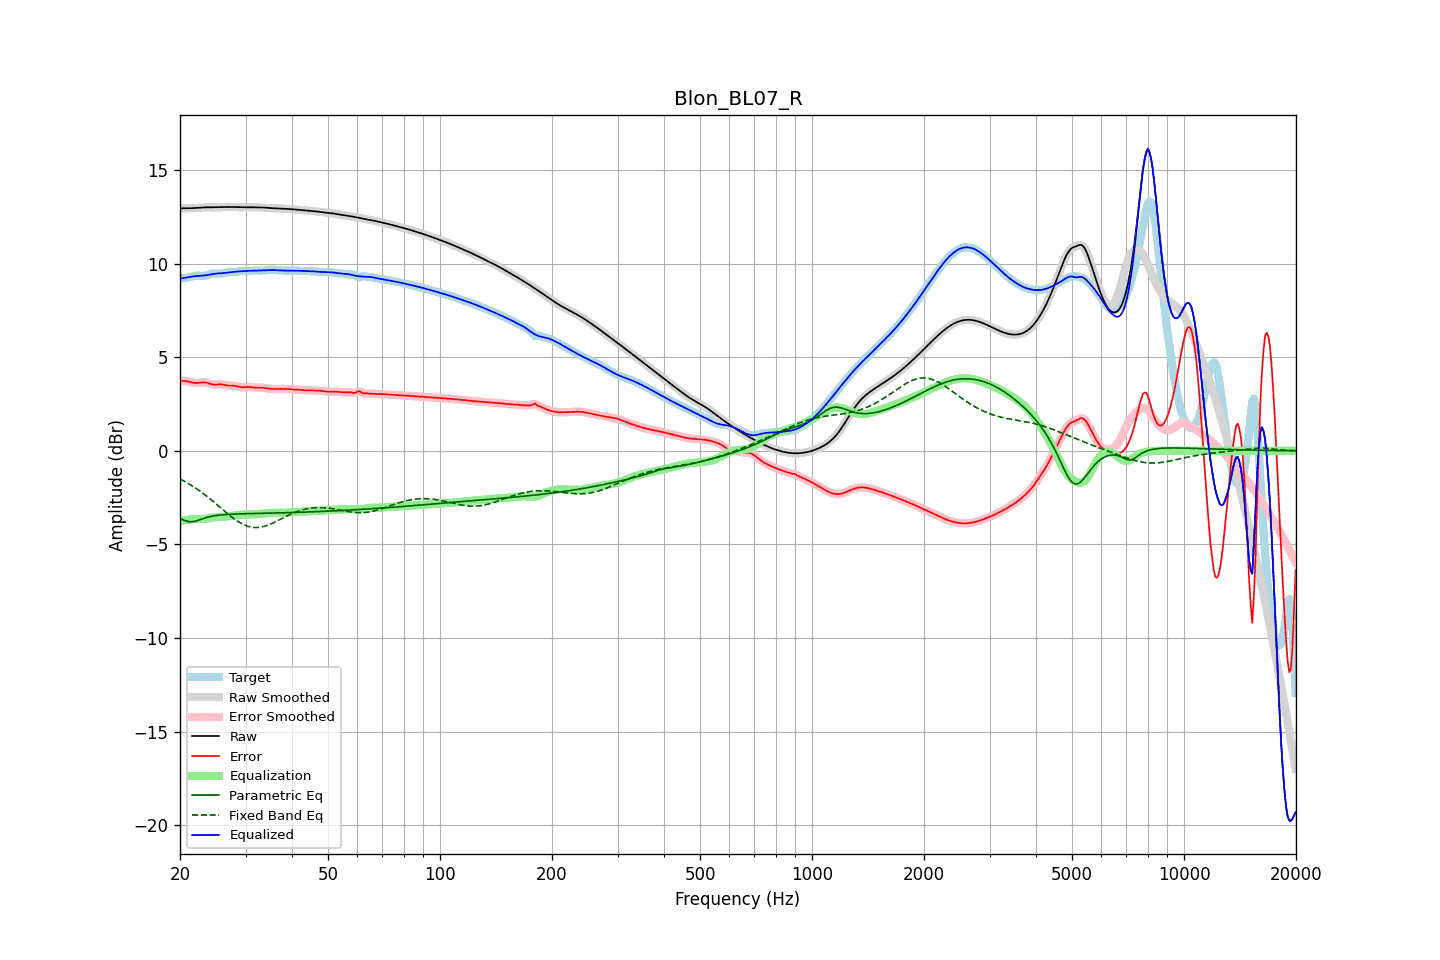 Blon_BL07_R
Amplitude (dBr)
15
10
5
0
−5
−10
−15
−20
Target
Raw Smoothed
Error Smoothed
Raw
Error
Equalization
Parametric Eq
Fixed Band Eq
Equalized
20 50 100 200 500 1000 2000 5000 10000 20000
Frequency (Hz)